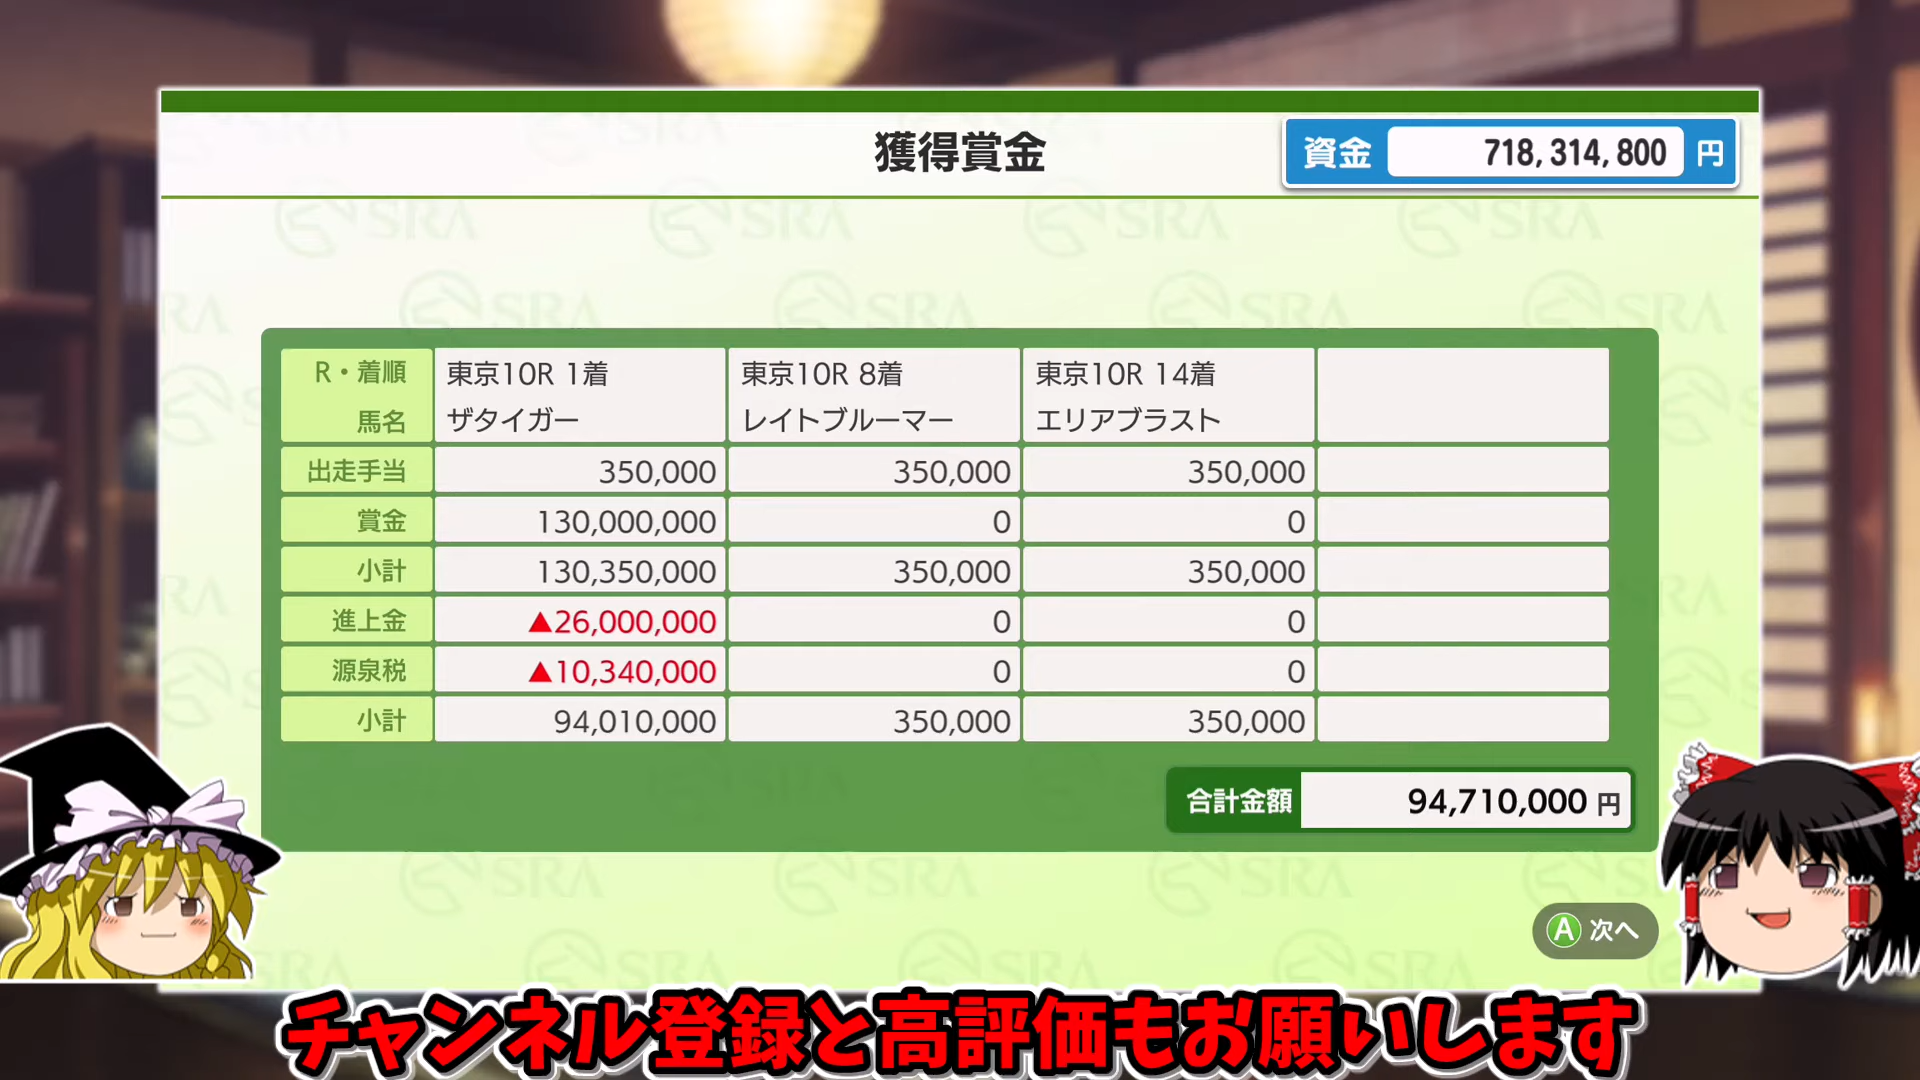 獲得賞金
資金 718,314,800 円
R・着順 東京10R 1着 東京10R 8着 東京10R 14着
馬名 ザタイガー レイトブルーマー エリアブラスト
出走手当 350,000 350,000 350,000
賞金 130,000,000 0 0
小計 130,350,000 350,000 350,000
進上金 ▲26,000,000 0 0
源泉税 ▲10,340,000 0 0
小計 94,010,000 350,000 350,000
合計金額 94,710,000 円
A 次へ
チャンネル登録と高評価もお願いします
SRA